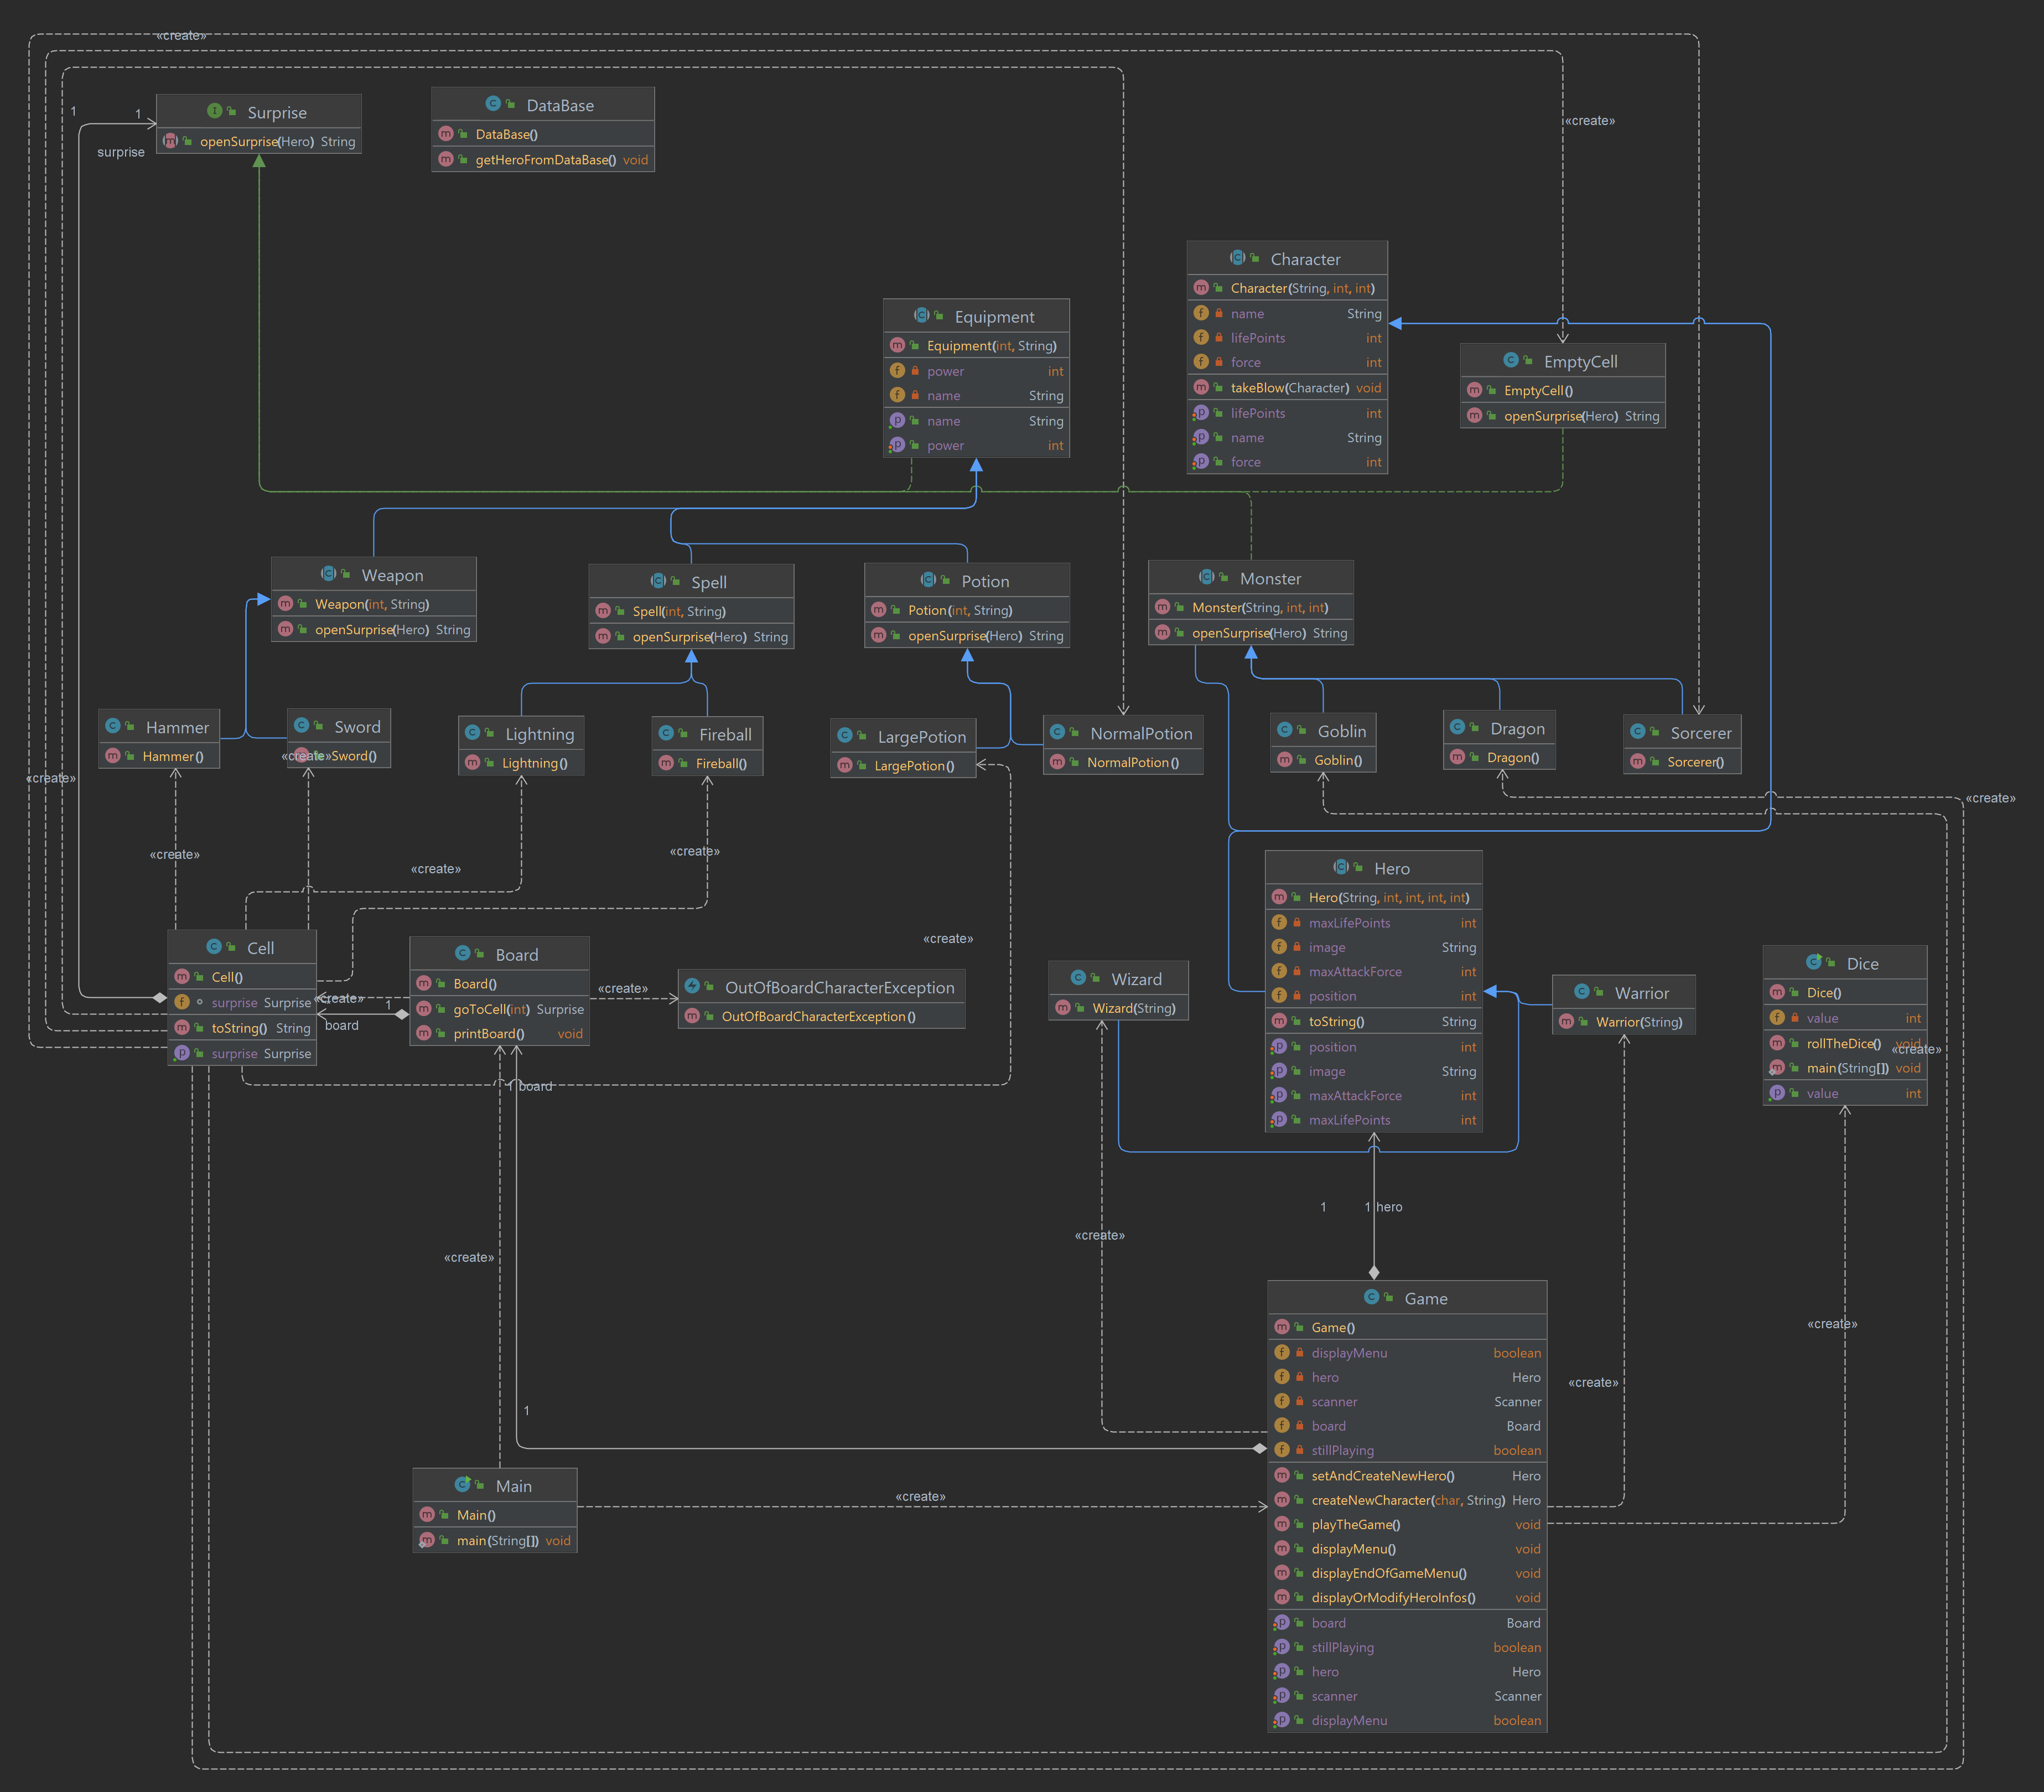 «create»
1
1
surprise
Surprise
openSurprise(Hero) String
DataBase
DataBase()
getHeroFromDataBase() void
«create»
Character
Character(String, int, int)
name String
lifePoints int
force int
takeBlow(Character) void
lifePoints int
name String
force int
Equipment
Equipment(int, String)
power int
name String
name String
power int
EmptyCell
EmptyCell()
openSurprise(Hero) String
Weapon
Weapon(int, String)
openSurprise(Hero) String
Spell
Spell(int, String)
openSurprise(Hero) String
Potion
Potion(int, String)
openSurprise(Hero) String
Monster
Monster(String, int, int)
openSurprise(Hero) String
Hammer
Hammer()
Sword
«create»
Sword()
Lightning
Lightning()
Fireball
Fireball()
LargePotion
LargePotion()
NormalPotion
NormalPotion()
Goblin
Goblin()
Dragon
Dragon()
Sorcerer
Sorcerer()
«create»
«create»
«create»
«create»
«create»
«create»
Cell
Cell()
surprise Surprise
toString() String
surprise Surprise
«create»
1
board
Board
Board()
goToCell(int) Surprise
printBoard() void
«create»
OutOfBoardCharacterException
OutOfBoardCharacterException()
1 board
Wizard
Wizard(String)
Hero
Hero(String, int, int, int, int)
maxLifePoints int
image String
maxAttackForce int
position int
toString() String
position int
image String
maxAttackForce int
maxLifePoints int
Warrior
Warrior(String)
Dice
Dice()
value int
rollTheDice() void
«create»
main(String[]) void
value int
1
1 hero
«create»
«create»
«create»
«create»
1
Game
Game()
displayMenu boolean
hero Hero
scanner Scanner
board Board
stillPlaying boolean
setAndCreateNewHero() Hero
createNewCharacter(char, String) Hero
playTheGame() void
displayMenu() void
displayEndOfGameMenu() void
displayOrModifyHeroInfos() void
board Board
stillPlaying boolean
hero Hero
scanner Scanner
displayMenu boolean
Main
Main()
main(String[]) void
«create»